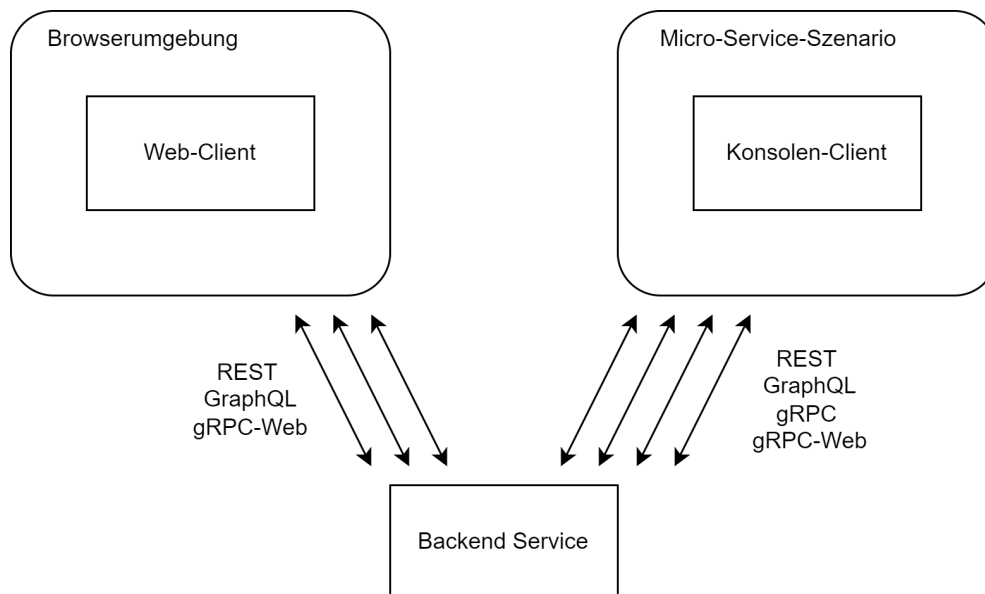 Browserumgebung
Micro-Service-Szenario
Web-Client
Konsolen-Client
REST
GraphQL
gRPC-Web
REST
GraphQL
gRPC
gRPC-Web
Backend Service